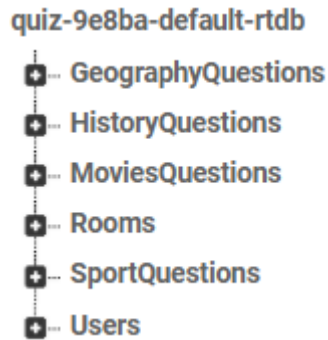 quiz-9e8ba-default-rtdb
GeographyQuestions
HistoryQuestions
MoviesQuestions
Rooms
SportQuestions
Users